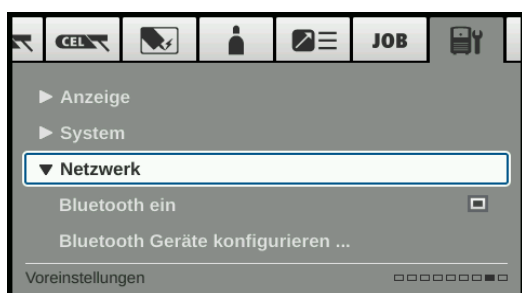 CEL JOB
Anzeige
System
Netzwerk
Bluetooth ein
Bluetooth Geräte konfigurieren ...
Voreinstellungen